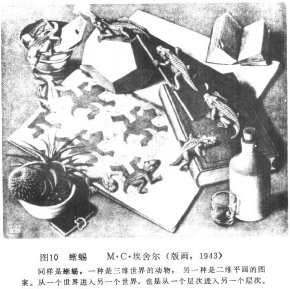 图10 蜥蜴 M·C·埃舍尔（版画，1943）
同样是蜥蜴，一种是三维世界的动物，另一种是二维平面的图
案。从一个世界进入另一个世界，也是从一个层次进入另一个层次。